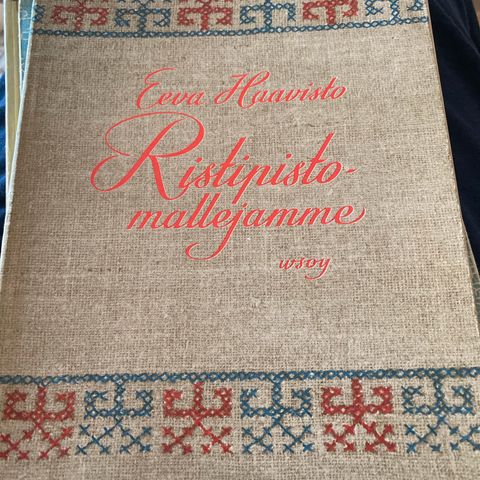 Eeva Haavisto
Ristipisto-
mallejamme
wsoy